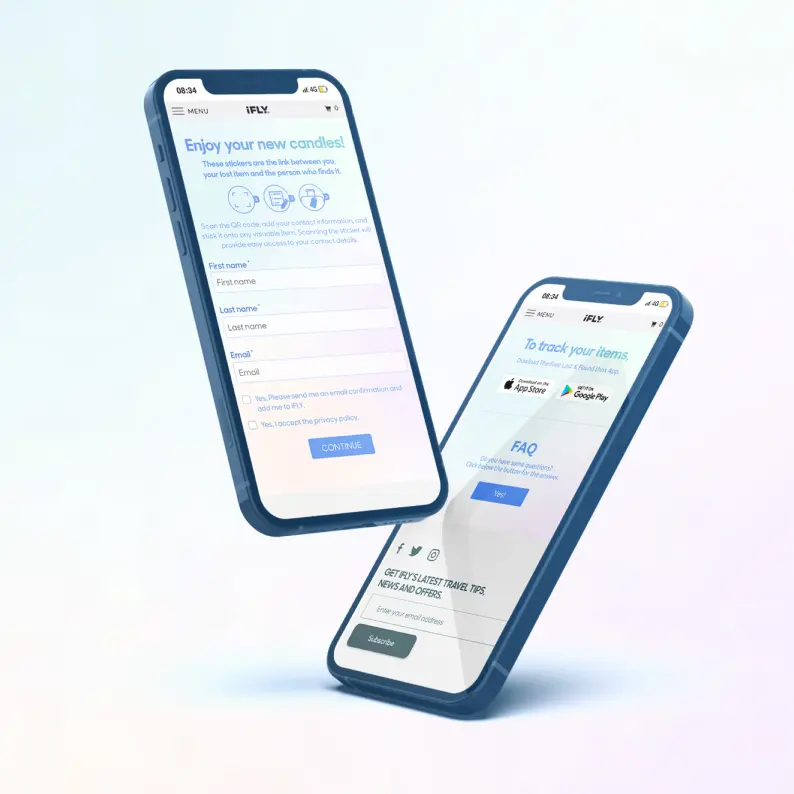 08:34
4G
MENU
iFLY.
0
Enjoy your new candles!
These stickers are the link between you,
your lost item and the person who finds it.
Scan the QR code, add your contact information, and
stick it onto any valuable item. Scanning the sticker will
provide easy access to your contact details.
First name*
First name
Last name*
Last name
Email*
Email
Yes, Please send me an email confirmation and
add me to iFLY.
Yes, I accept the privacy policy.
CONTINUE
08:34
4G
MENU
iFLY.
0
To track your items,
Download the Free Lost & Found Item App.
Download on the
App Store
GET IT ON
Google Play
FAQ
Do you have some questions?
Click below the button for the answer.
Yes!
GET IFLY'S LATEST TRAVEL TIPS,
NEWS AND OFFERS.
Enter your email address
Subscribe